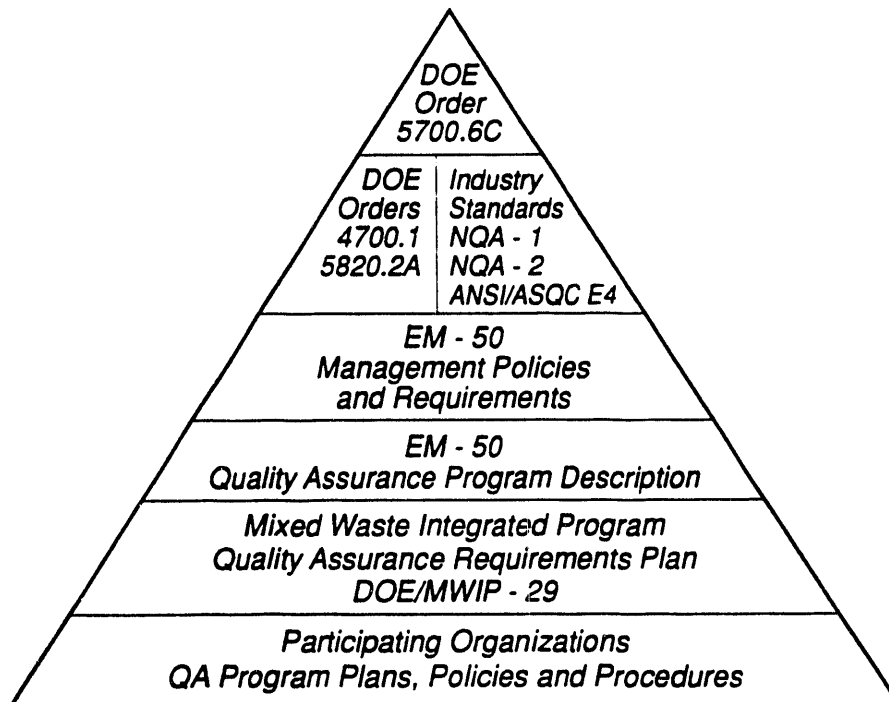 DOE
Order
5700.6C
DOE
Orders
4700.1
5820.2A
Industry
Standards
NQA - 1
NQA - 2
ANSI/ASQC E4
EM - 50
Management Policies
and Requirements
EM - 50
Quality Assurance Program Description
Mixed Waste Integrated Program
Quality Assurance Requirements Plan
DOE/MWIP - 29
Participating Organizations
QA Program Plans, Policies and Procedures